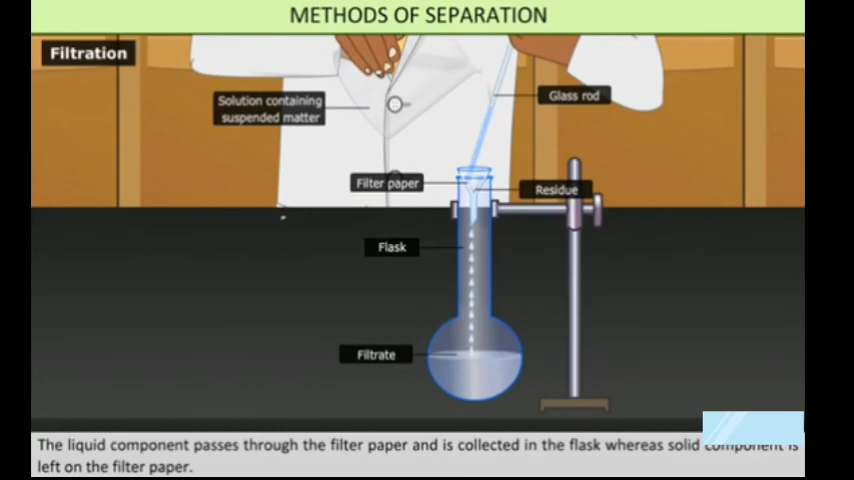 METHODS OF SEPARATION
Filtration
Solution containing
suspended matter
Glass rod
Filter paper
Residue
Flask
Filtrate
The liquid component passes through the filter paper and is collected in the flask whereas solid component is
left on the filter paper.